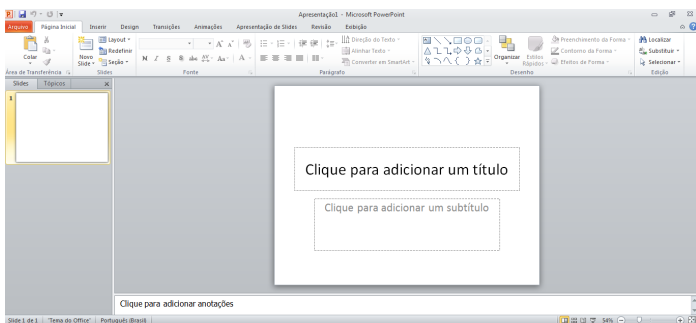 Apresentação1 - Microsoft PowerPoint
Arquivo Página Inicial Inserir Design Transições Animações Apresentação de Slides Revisão Exibição
Colar
Área de Transferência
Novo
Slide
Layout
Redefinir
Seção
Slides
N I S S abc AV Aa A
Fonte
Direção do Texto
Alinhar Texto
Converter em SmartArt
Parágrafo
Organizar
Estilos
Rápidos
Preenchimento da Forma
Contorno da Forma
Efeitos de Forma
Desenho
Localizar
Substituir
Selecionar
Edição
Slides Tópicos
1
Clique para adicionar um título
Clique para adicionar um subtítulo
Clique para adicionar anotações
Slide 1 de 1 "Tema do Office" Português (Brasil) 54%